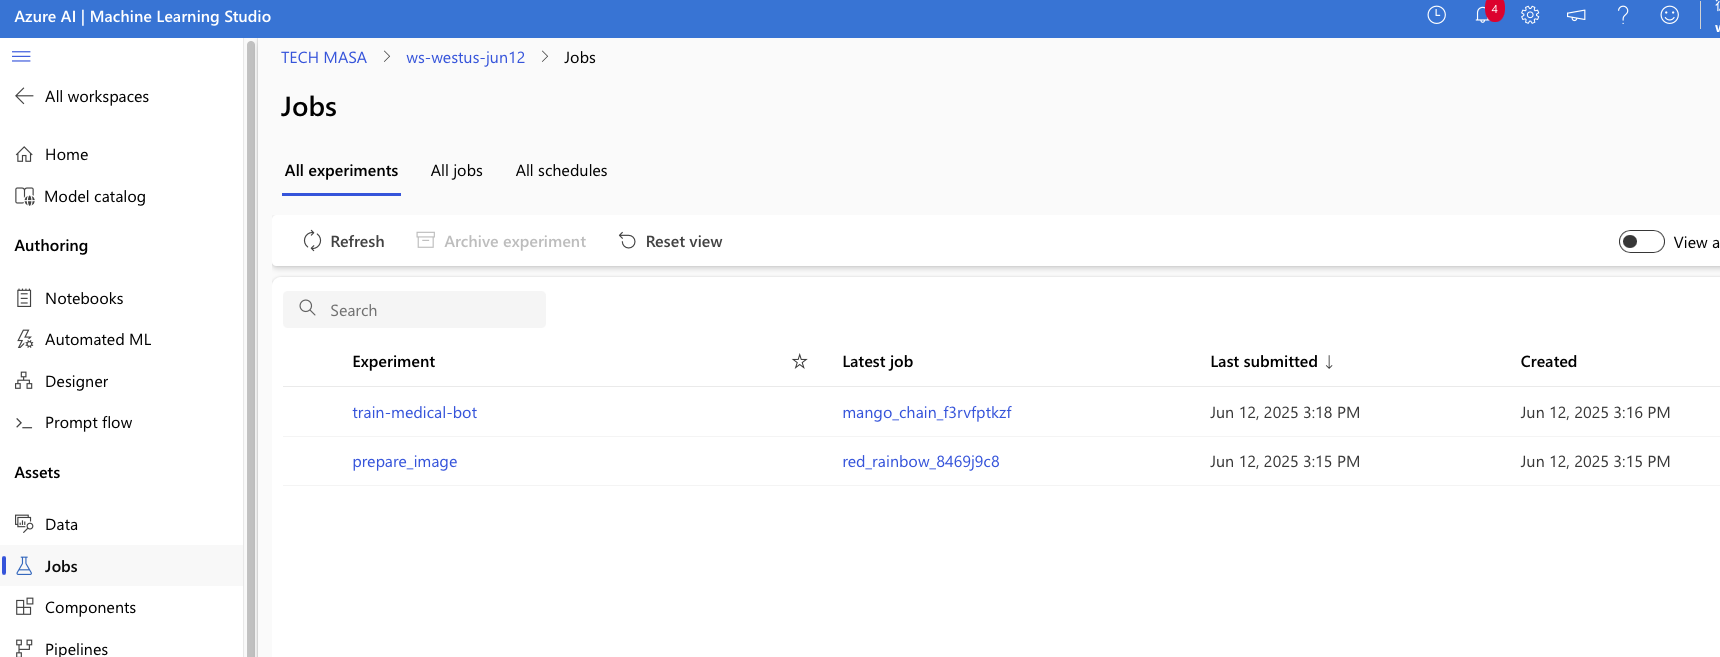 Azure AI | Machine Learning Studio
4
All workspaces
Home
Model catalog
Authoring
Notebooks
Automated ML
Designer
Prompt flow
Assets
Data
Jobs
Components
Pipelines
TECH MASA > ws-westus-jun12 > Jobs
Jobs
All experiments All jobs All schedules
Refresh Archive experiment Reset view View a
Search
Experiment Latest job Last submitted ↓ Created
train-medical-bot mango_chain_f3rvfptkzf Jun 12, 2025 3:18 PM Jun 12, 2025 3:16 PM
prepare_image red_rainbow_8469j9c8 Jun 12, 2025 3:15 PM Jun 12, 2025 3:15 PM